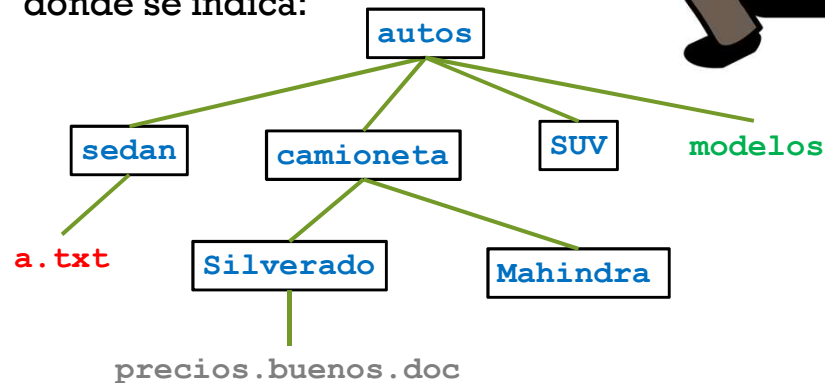 donde se indica:
autos
sedan camioneta SUV modelos
a.txt Silverado Mahindra
precios.buenos.doc